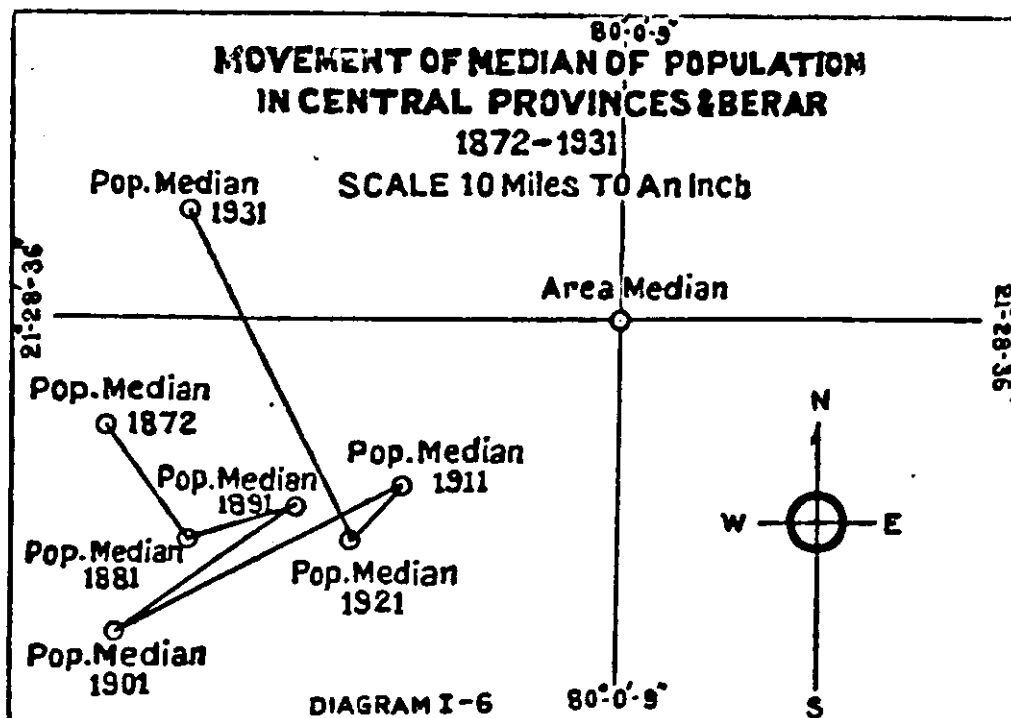 80°-0'-9"
MOVEMENT OF MEDIAN OF POPULATION
IN CENTRAL PROVINCES & BERAR
1872-1931
SCALE 10 Miles TO An Inch
Pop. Median
1931
21°-28'-36"
Area Median
21°-28'-36"
Pop. Median
1872
Pop. Median
1891
Pop. Median
1911
Pop. Median
1881
Pop. Median
1921
Pop. Median
1901
N
W
E
S
DIAGRAM I-6
80°-0'-9"